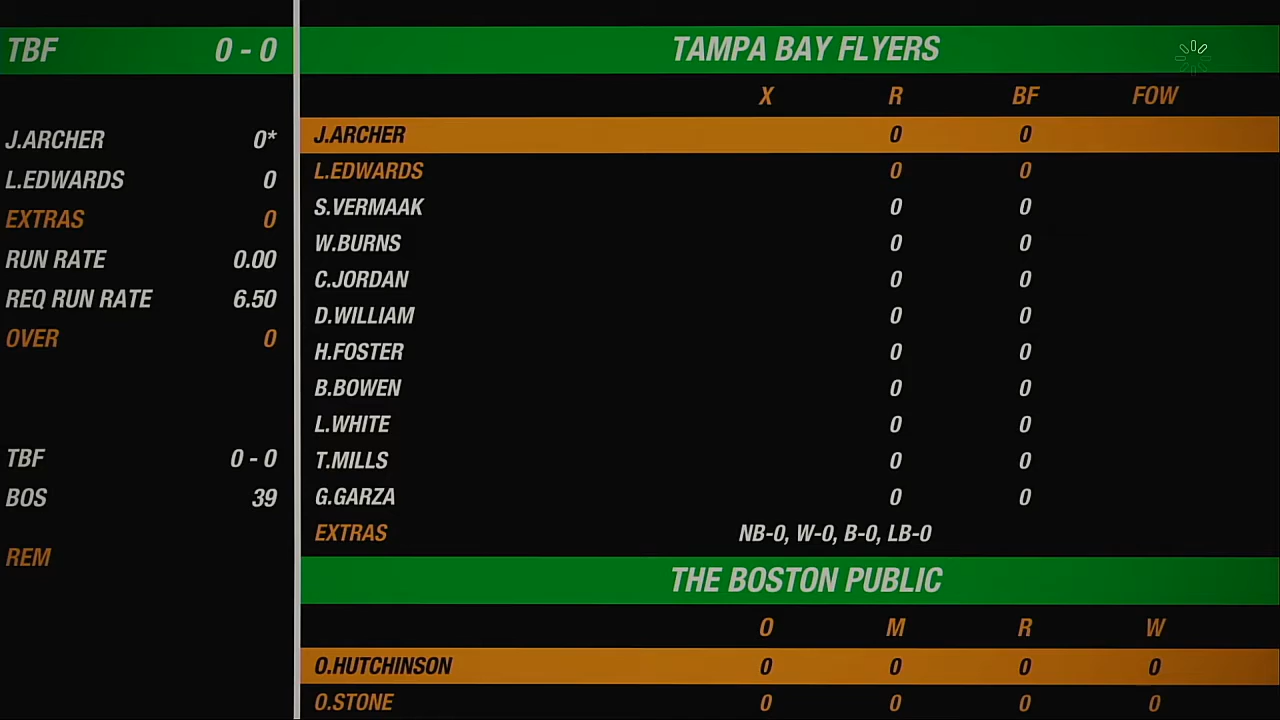 TBF 0 - 0
J.ARCHER 0*
L.EDWARDS 0
EXTRAS 0
RUN RATE 0.00
REQ RUN RATE 6.50
OVER 0
TBF 0 - 0
BOS 39
REM
TAMPA BAY FLYERS
X R BF FOW
J.ARCHER 0 0
L.EDWARDS 0 0
S.VERMAAK 0 0
W.BURNS 0 0
C.JORDAN 0 0
D.WILLIAM 0 0
H.FOSTER 0 0
B.BOWEN 0 0
L.WHITE 0 0
T.MILLS 0 0
G.GARZA 0 0
EXTRAS NB-0, W-0, B-0, LB-0
THE BOSTON PUBLIC
O M R W
O.HUTCHINSON 0 0 0 0
O.STONE 0 0 0 0